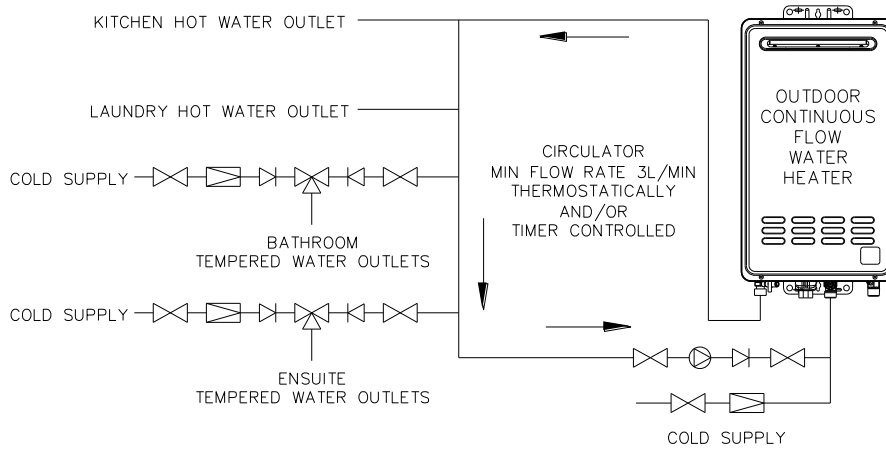 KITCHEN HOT WATER OUTLET
LAUNDRY HOT WATER OUTLET
COLD SUPPLY
BATHROOM
TEMPERED WATER OUTLETS
COLD SUPPLY
ENSUITE
TEMPERED WATER OUTLETS
CIRCULATOR
MIN FLOW RATE 3L/MIN
THERMOSTATICALLY
AND/OR
TIMER CONTROLLED
OUTDOOR
CONTINUOUS
FLOW
WATER
HEATER
COLD SUPPLY